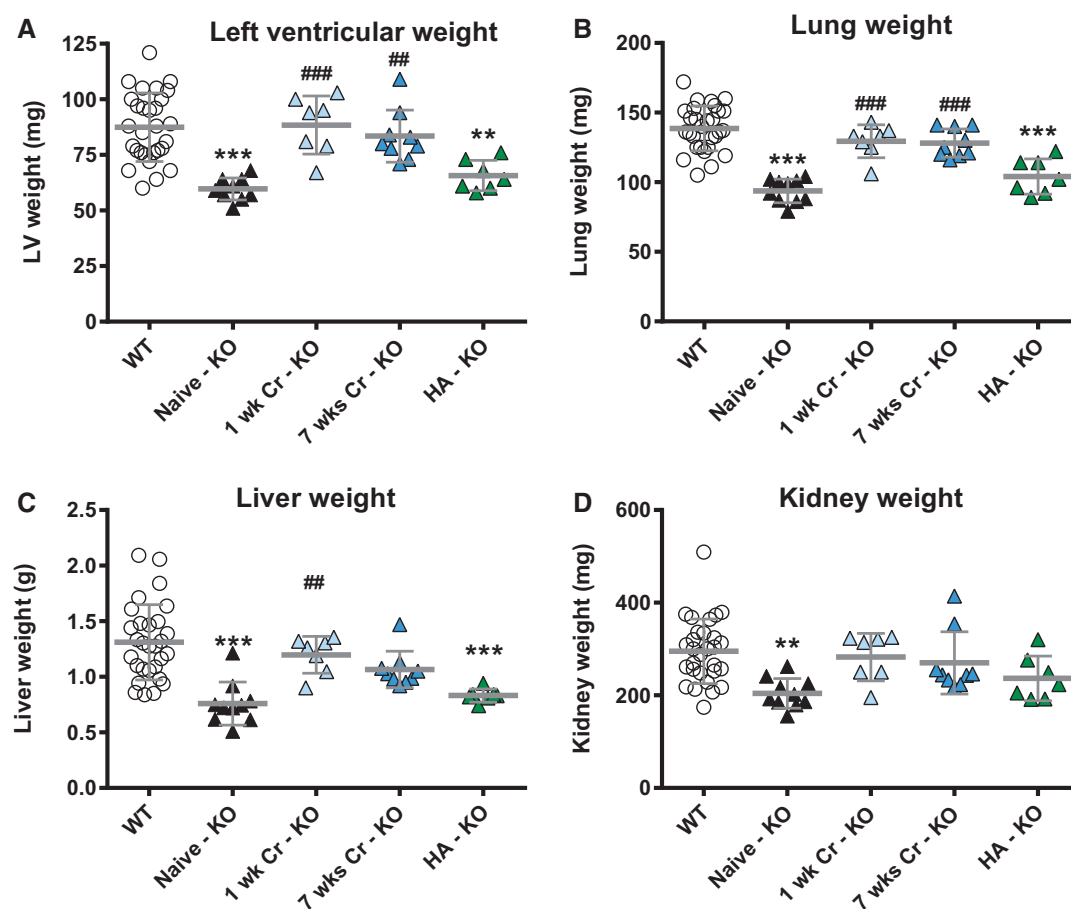 A
Left ventricular weight
LV weight (mg)
125
100
75
50
25
0
***
###
##
**
WT
Naive - KO
1 wk Cr - KO
7 wks Cr - KO
HA - KO
B
Lung weight
Lung weight (mg)
200
150
100
50
0
***
###
###
***
WT
Naive - KO
1 wk Cr - KO
7 wks Cr - KO
HA - KO
C
Liver weight
Liver weight (g)
2.5
2.0
1.5
1.0
0.5
0.0
***
##
***
WT
Naive - KO
1 wk Cr - KO
7 wks Cr - KO
HA - KO
D
Kidney weight
Kidney weight (mg)
600
400
200
0
**
WT
Naive - KO
1 wk Cr - KO
7 wks Cr - KO
HA - KO